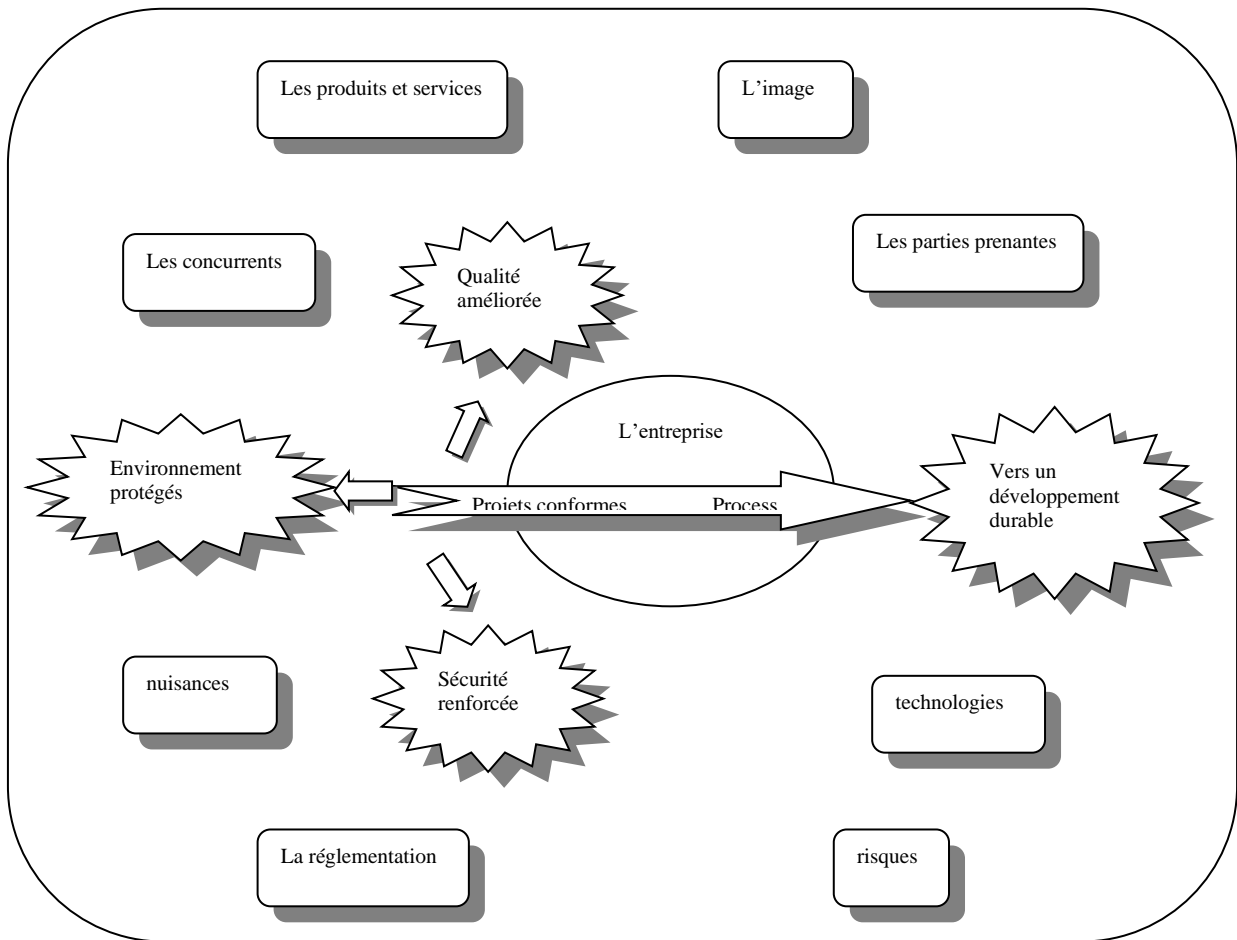 Les produits et services
L'image
Les concurrents
Qualité
améliorée
Les parties prenantes
L'entreprise
Environnement
protégés
Projets conformes
Process
Vers un
développement
durable
nuisances
Sécurité
renforcée
technologies
La réglementation
risques